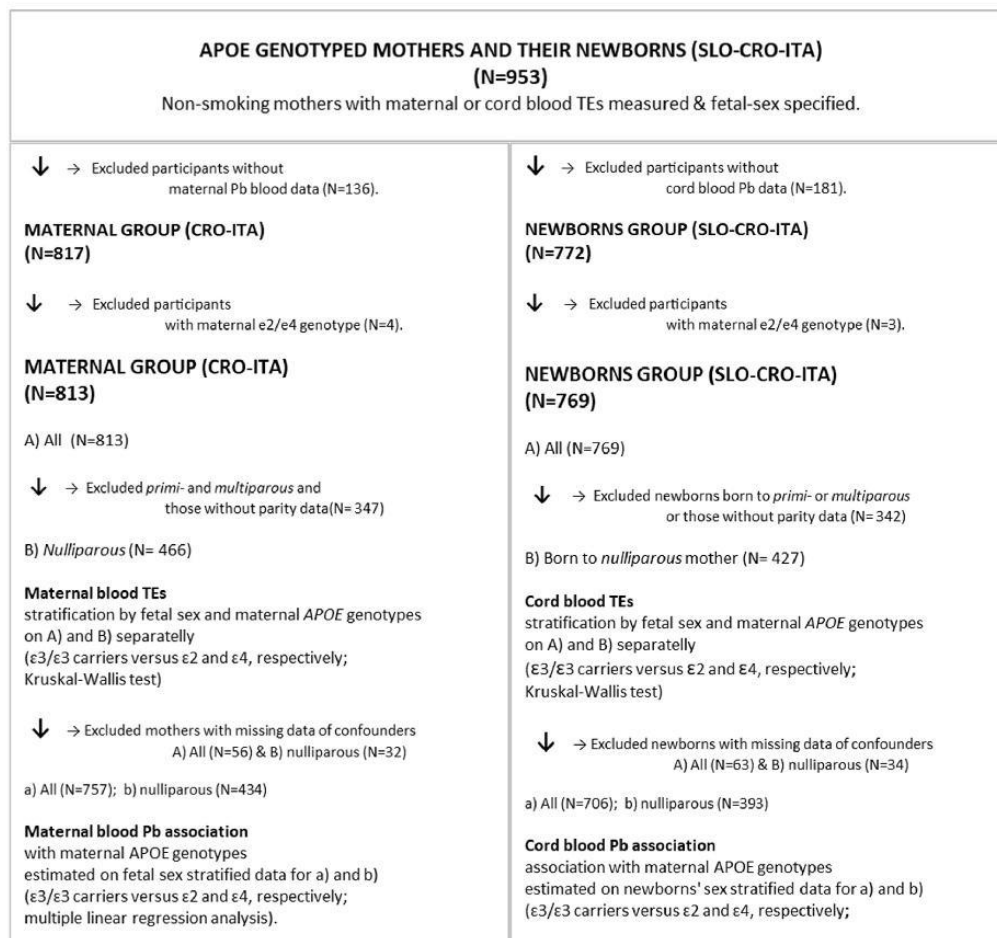 APOE GENOTYPED MOTHERS AND THEIR NEWBORNS (SLO-CRO-ITA)
(N=953)
Non-smoking mothers with maternal or cord blood TEs measured & fetal-sex specified.
↓ → Excluded participants without
maternal Pb blood data (N=136).
MATERNAL GROUP (CRO-ITA)
(N=817)
↓ → Excluded participants
with maternal e2/e4 genotype (N=4).
MATERNAL GROUP (CRO-ITA)
(N=813)
A) All (N=813)
↓ → Excluded primi- and multiparous and
those without parity data(N= 347)
B) Nulliparous (N= 466)
Maternal blood TEs
stratification by fetal sex and maternal APOE genotypes
on A) and B) separatelly
(ε3/ε3 carriers versus ε2 and ε4, respectively;
Kruskal-Wallis test)
↓ → Excluded mothers with missing data of confounders
A) All (N=56) & B) nulliparous (N=32)
a) All (N=757); b) nulliparous (N=434)
Maternal blood Pb association
with maternal APOE genotypes
estimated on fetal sex stratified data for a) and b)
(ε3/ε3 carriers versus ε2 and ε4, respectively;
multiple linear regression analysis).
↓ → Excluded participants without
cord blood Pb data (N=181).
NEWBORNS GROUP (SLO-CRO-ITA)
(N=772)
↓ → Excluded participants
with maternal e2/e4 genotype (N=3).
NEWBORNS GROUP (SLO-CRO-ITA)
(N=769)
A) All (N=769)
↓ → Excluded newborns born to primi- or multiparous
or those without parity data (N= 342)
B) Born to nulliparous mother (N= 427)
Cord blood TEs
stratification by fetal sex and maternal APOE genotypes
on A) and B) separatelly
(ε3/ε3 carriers versus ε2 and ε4, respectively;
Kruskal-Wallis test)
↓ → Excluded newborns with missing data of confounders
A) All (N=63) & B) nulliparous (N=34)
a) All (N=706); b) nulliparous (N=393)
Cord blood Pb association
association with maternal APOE genotypes
estimated on newborns' sex stratified data for a) and b)
(ε3/ε3 carriers versus ε2 and ε4, respectively;